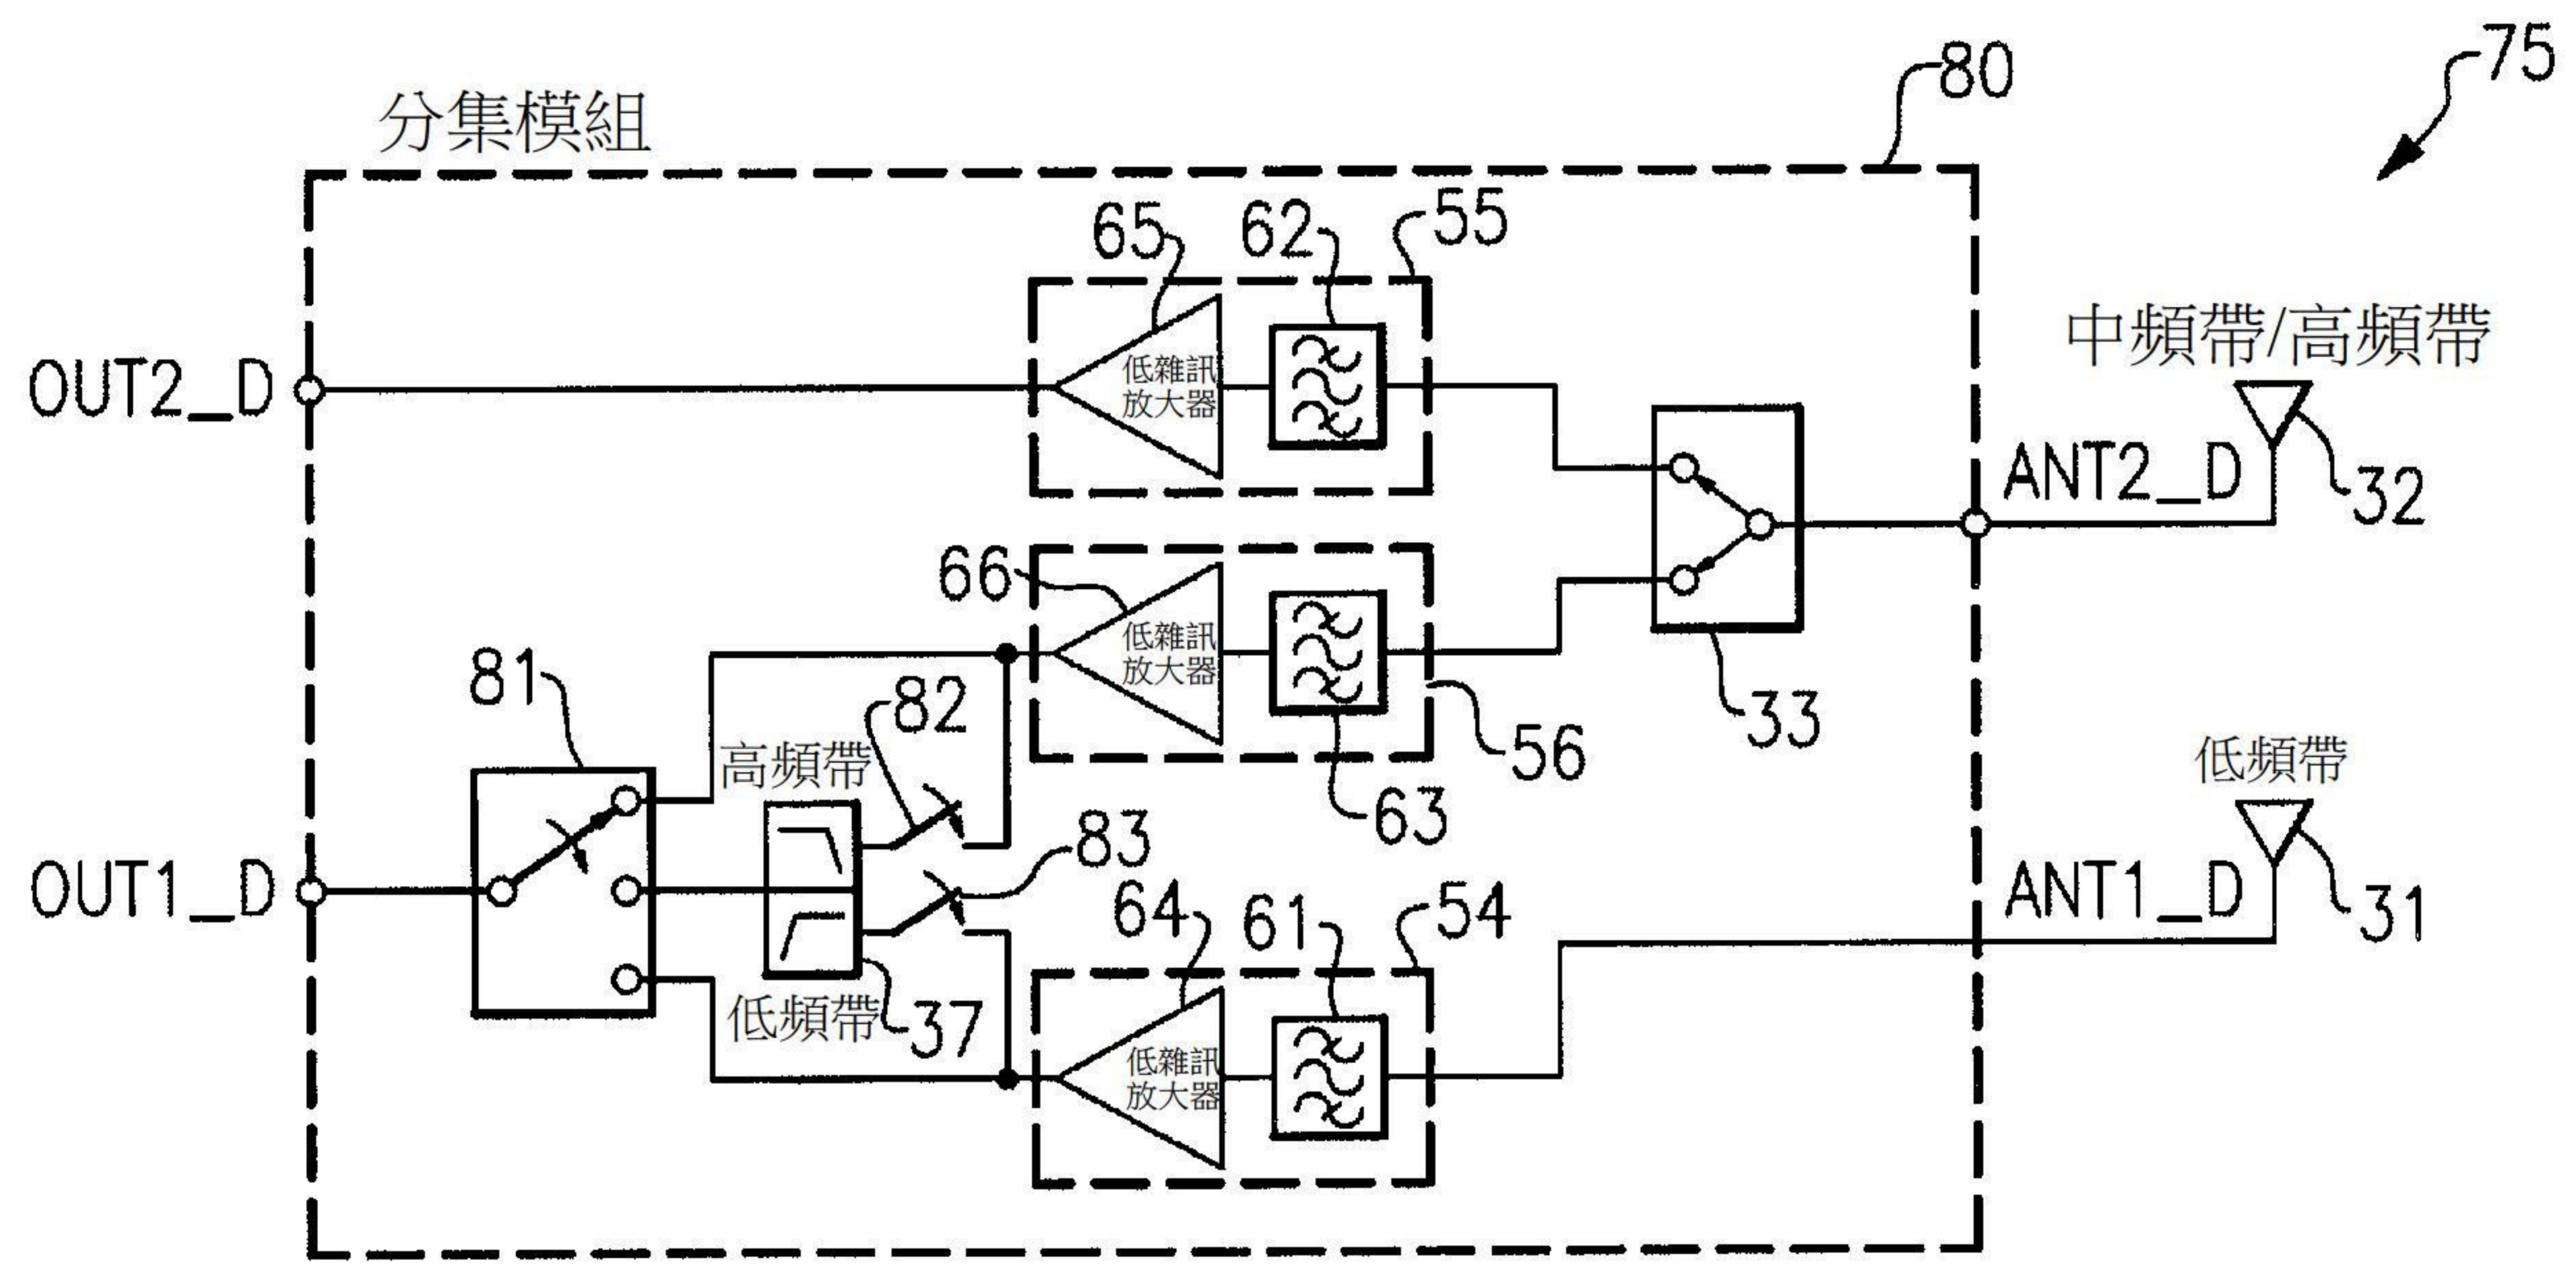 75
80
分集模組
65
62
55
低雜訊
放大器
OUT2_D
中頻帶/高頻帶
ANT2_D
32
66
低雜訊
放大器
33
56
63
81
82
高頻帶
83
低頻帶
37
OUT1_D
低頻帶
ANT1_D
31
64
61
54
低雜訊
放大器